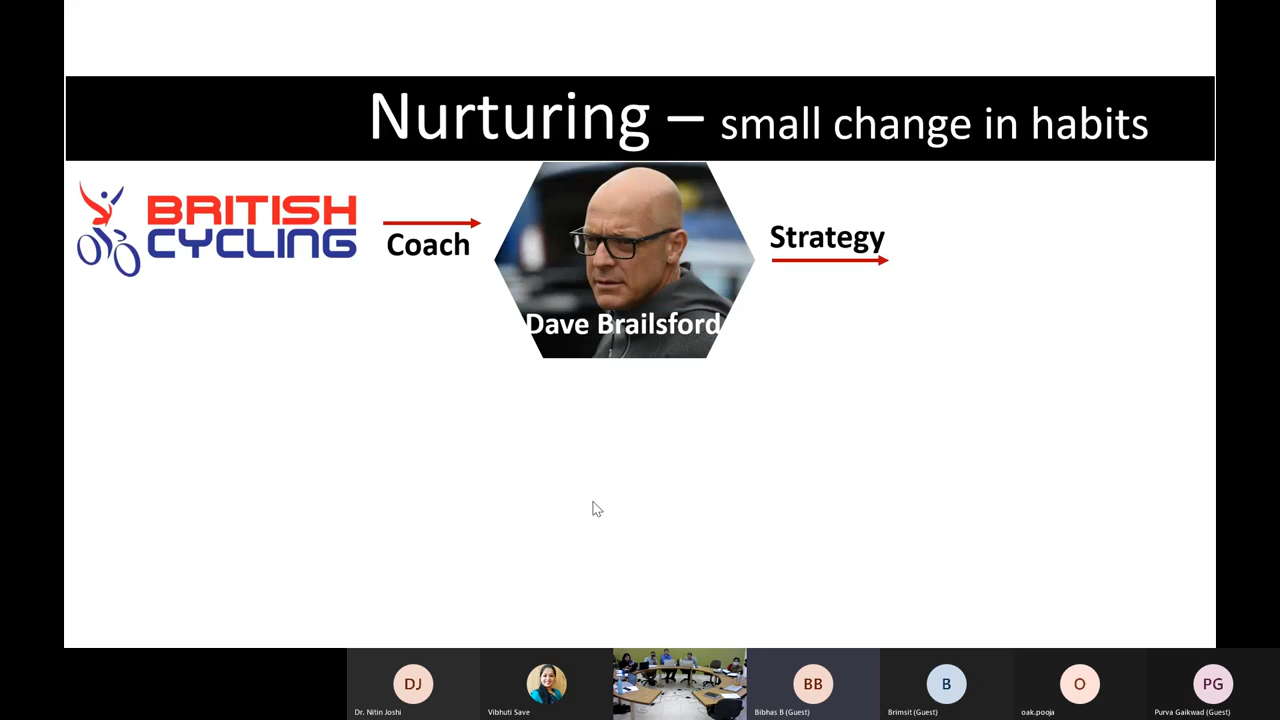 Nurturing – small change in habits
BRITISH
CYCLING
Coach
Dave Brailsford
Strategy
DJ
BB
B
O
PG
Dr. Nitin Joshi
Vibhuti Save
Bibhas B (Guest)
Brimsit (Guest)
oak.pooja
Purva Gaikwad (Guest)